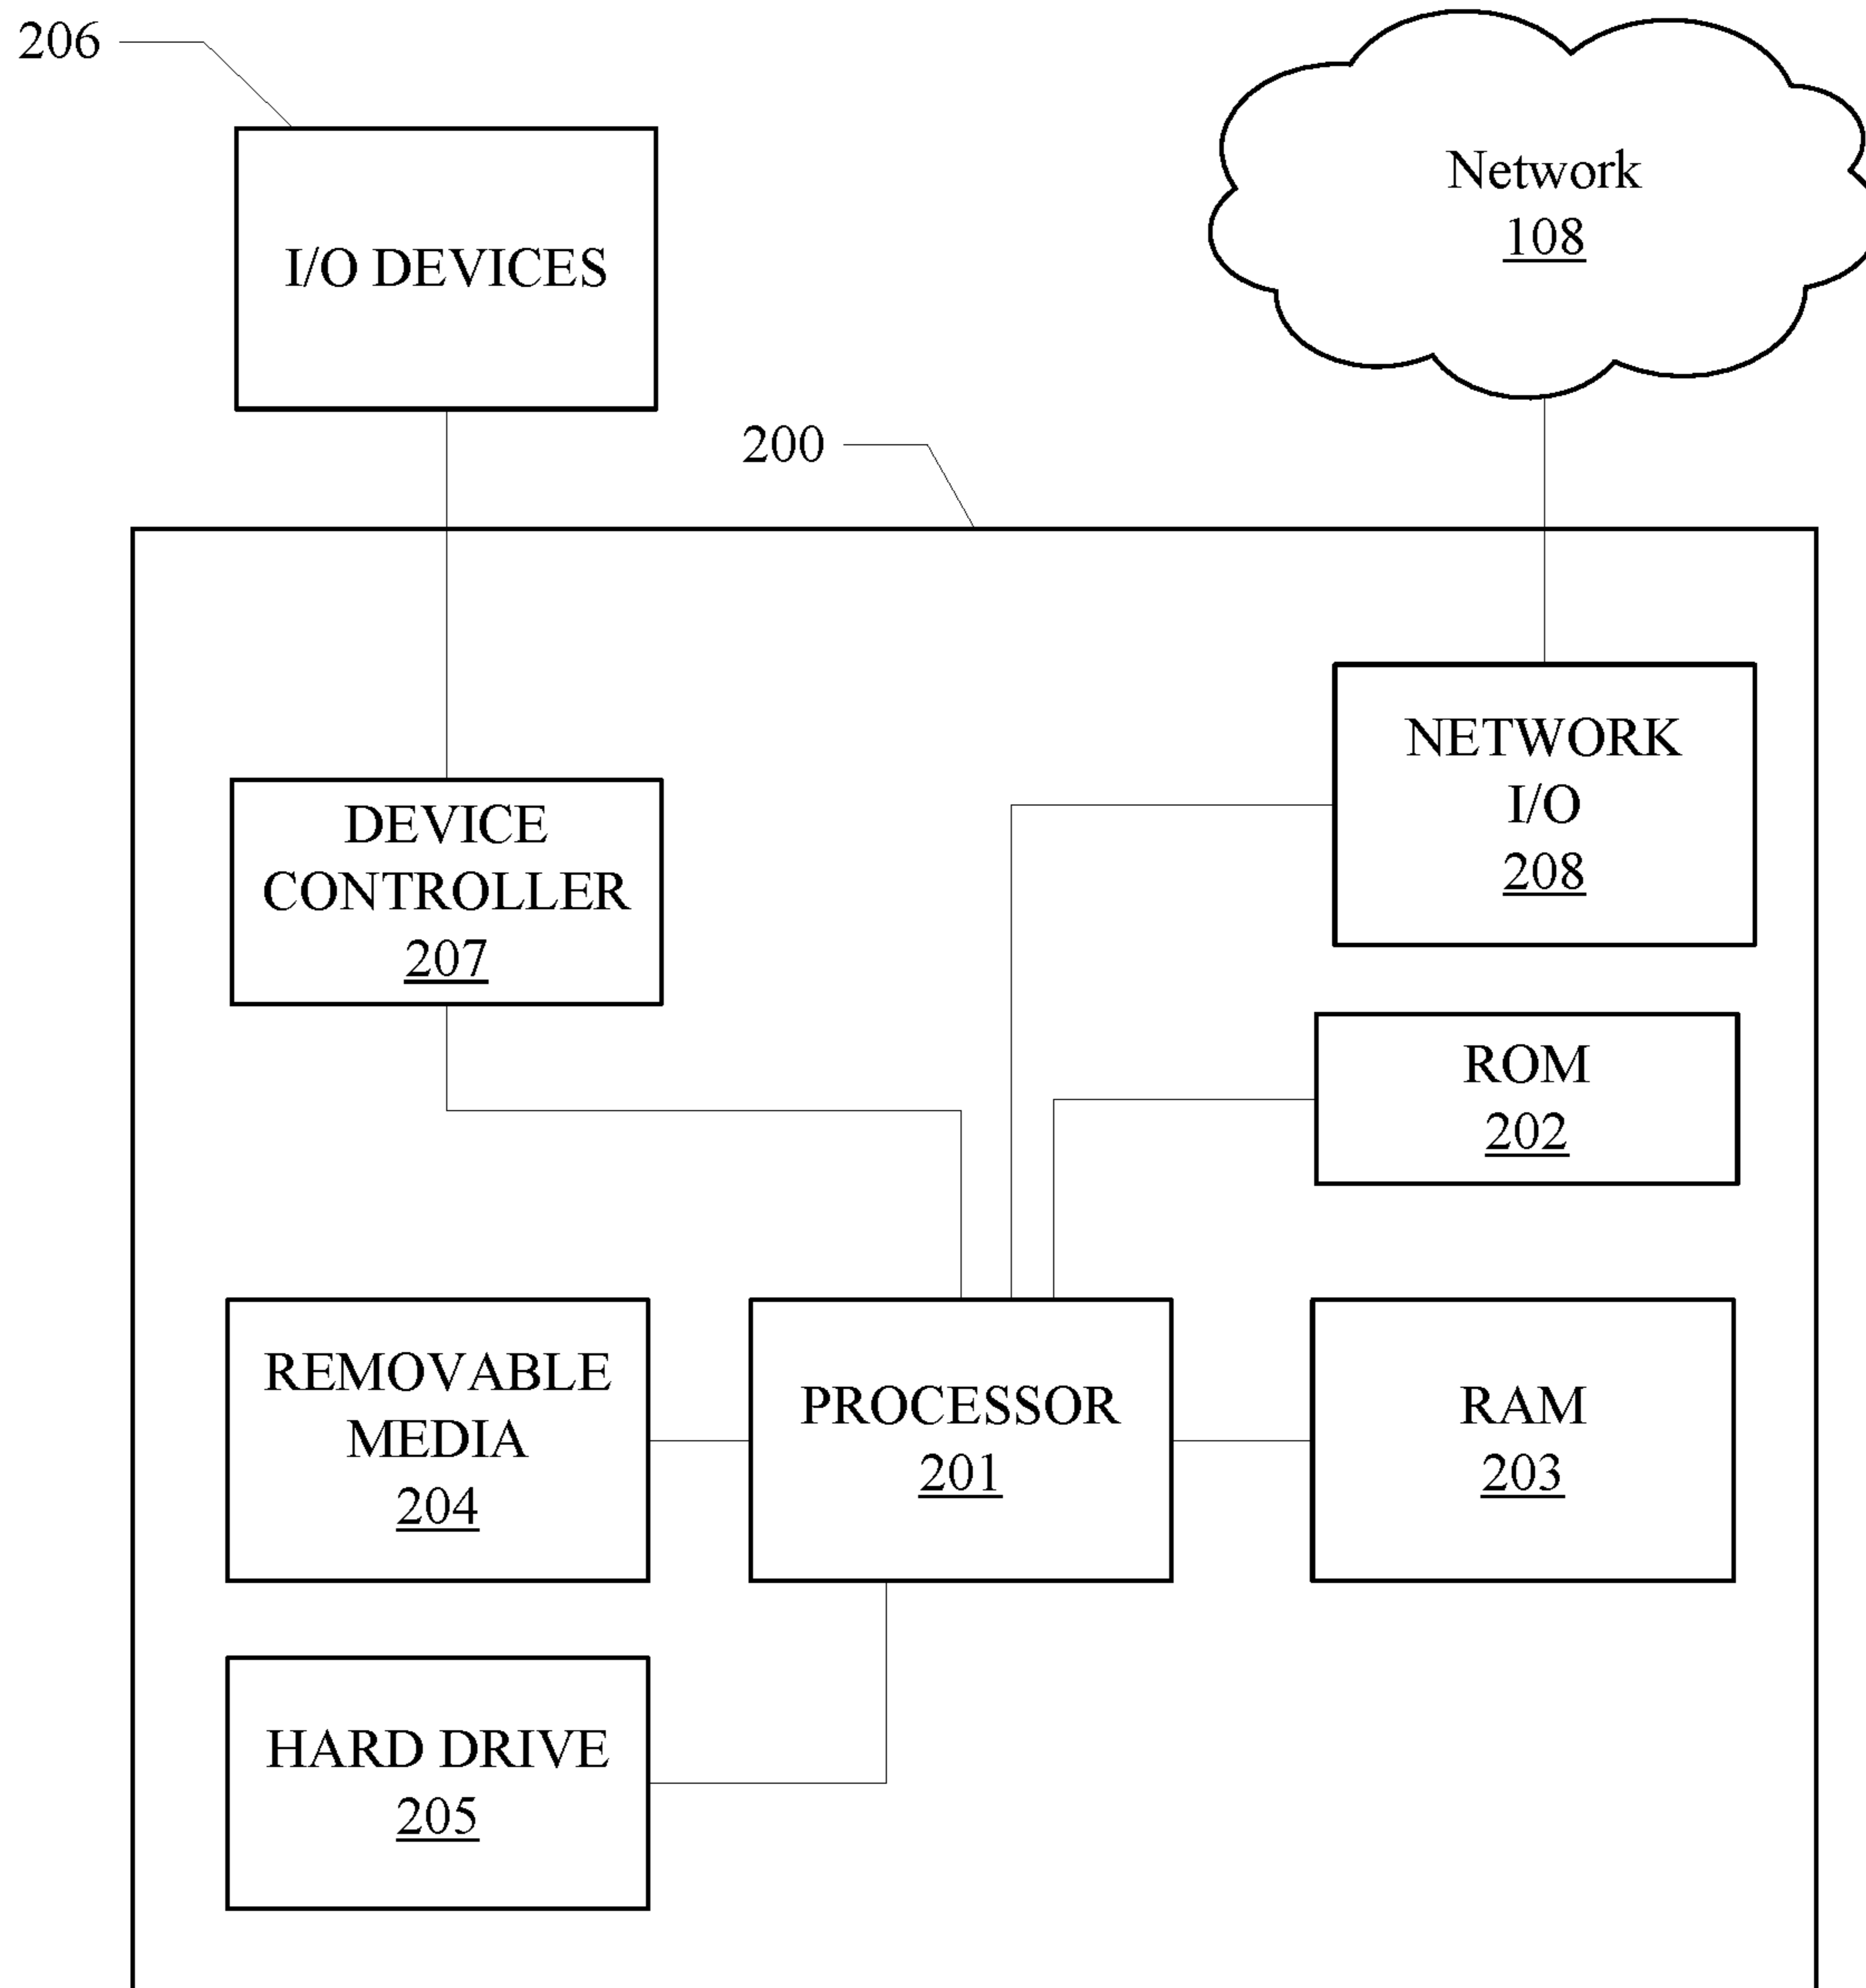 206
I/O DEVICES
Network
108
200
NETWORK
I/O
208
DEVICE
CONTROLLER
207
ROM
202
REMOVABLE
MEDIA
204
PROCESSOR
201
RAM
203
HARD DRIVE
205